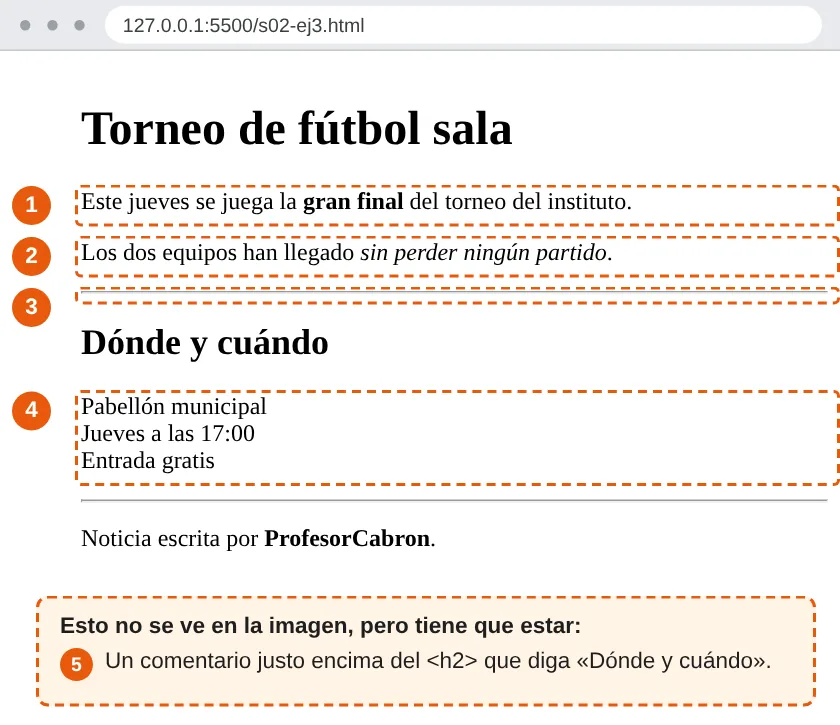 127.0.0.1:5500/s02-ej3.html
Torneo de fútbol sala
1 Este jueves se juega la gran final del torneo del instituto.
2 Los dos equipos han llegado sin perder ningún partido.
3
Dónde y cuándo
4 Pabellón municipal
Jueves a las 17:00
Entrada gratis
Noticia escrita por ProfesorCabron.
Esto no se ve en la imagen, pero tiene que estar:
5 Un comentario justo encima del <h2> que diga «Dónde y cuándo».